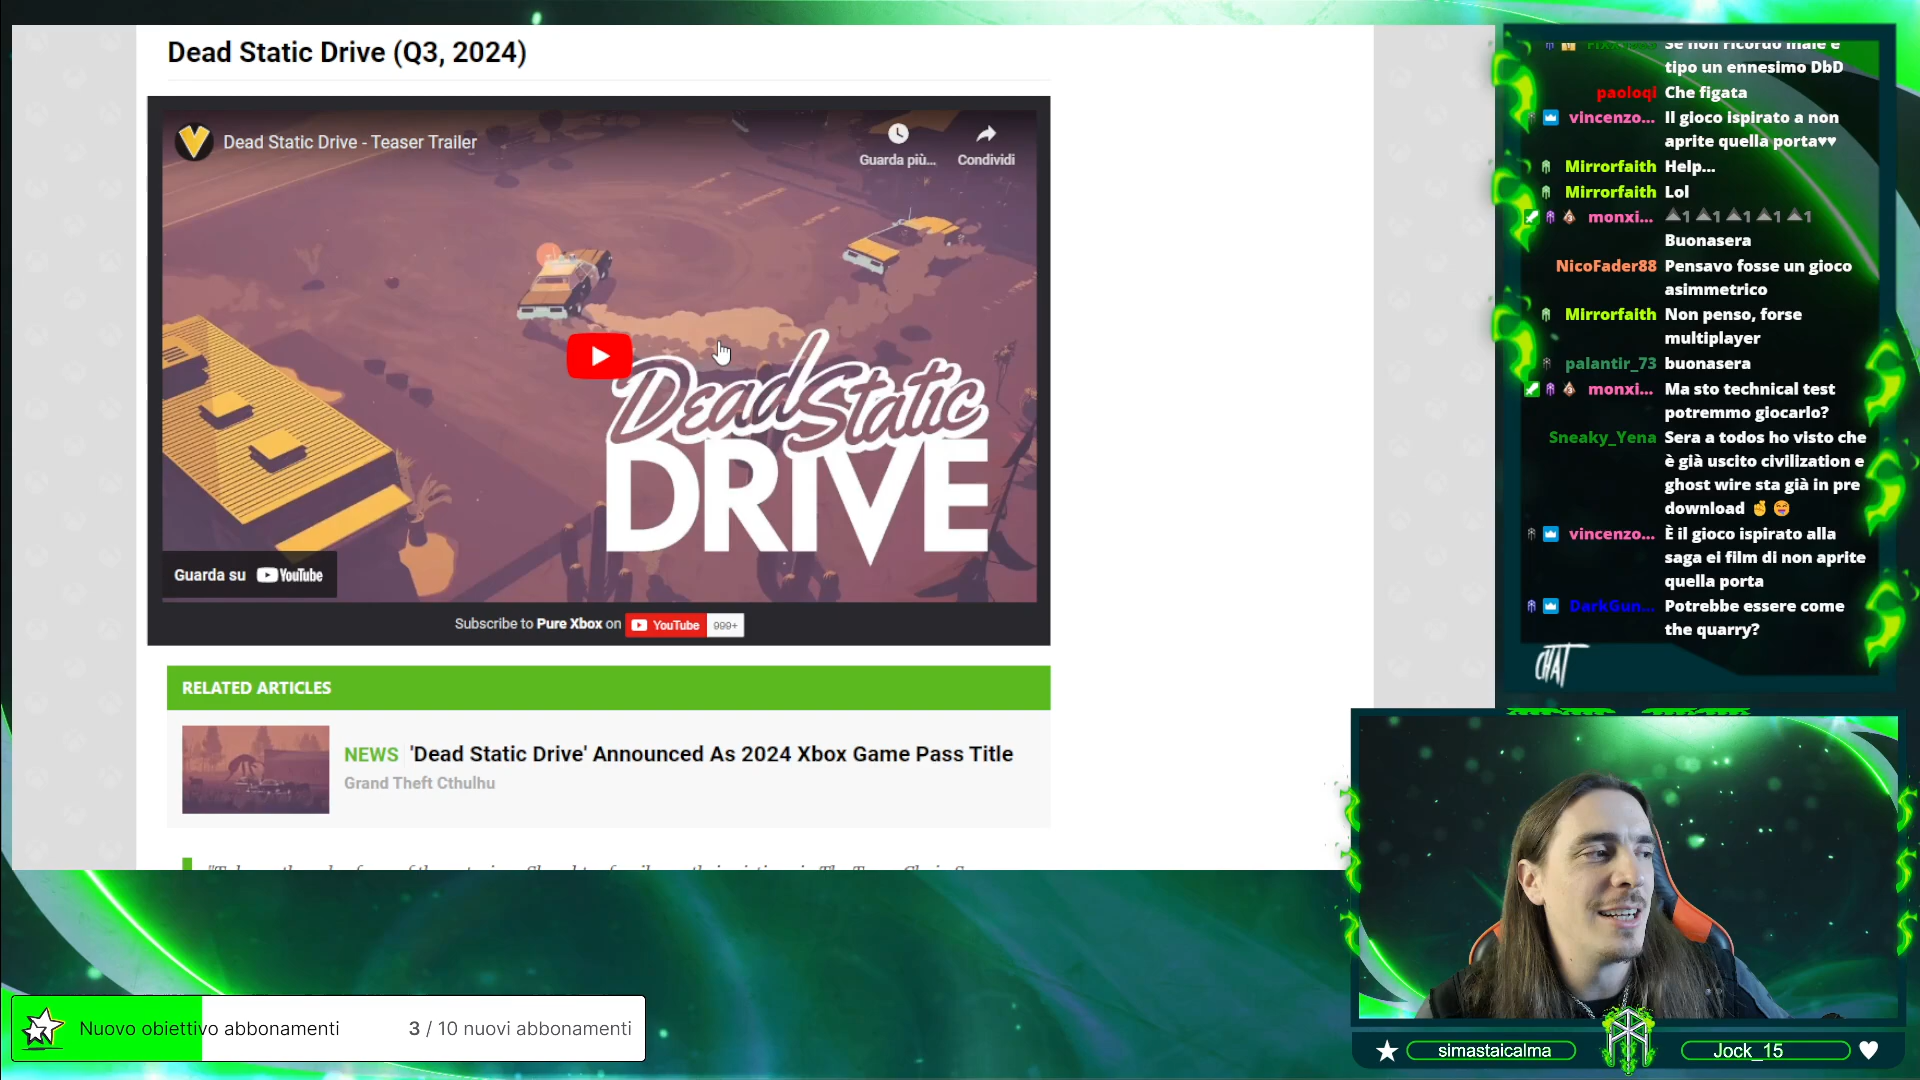 Dead Static Drive (Q3, 2024)
Dead Static Drive - Teaser Trailer
Guarda più...
Condividi
Dead Static
DRIVE
Guarda su YouTube
Subscribe to Pure Xbox on YouTube 999+
RELATED ARTICLES
NEWS 'Dead Static Drive' Announced As 2024 Xbox Game Pass Title
Grand Theft Cthulhu
Se non ricordo male è
tipo un ennesimo DbD
paoloqi Che figata
vincenzo... Il gioco ispirato a non
aprite quella porta♥♥
Mirrorfaith Help...
Mirrorfaith Lol
monxi... 1 1 1 1 1
Buonasera
NicoFader88 Pensavo fosse un gioco
asimmetrico
Mirrorfaith Non penso, forse
multiplayer
palantir_73 buonasera
monxi... Ma sto technical test
potremmo giocarlo?
Sneaky_Yena Sera a todos ho visto che
è già uscito civilization e
ghost wire sta già in pre
download 🤞 😄
vincenzo... È il gioco ispirato alla
saga ei film di non aprite
quella porta
DarkGun... Potrebbe essere come
the quarry?
CHAT
Nuovo obiettivo abbonamenti 3 / 10 nuovi abbonamenti
simastaicalma
Jock_15